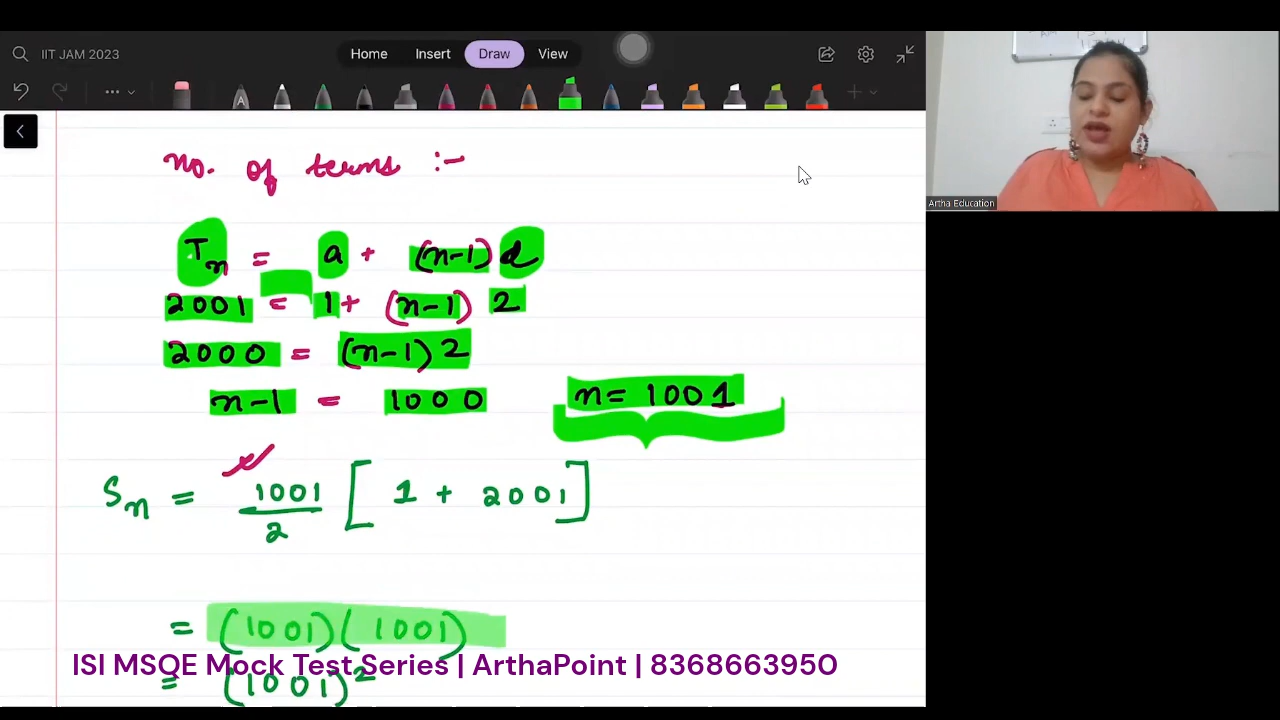 IIT JAM 2023
Home Insert Draw View
A
no. of terms :-
Tn = a + (n-1) d
2001 = 1 + (n-1) 2
2000 = (n-1) 2
n-1 = 1000 n = 1001
Sn = 1001/2 [ 1 + 2001 ]
= (1001) (1001)
= (1001)²
ISI MSQE Mock Test Series | ArthaPoint | 8368663950
Artha Education